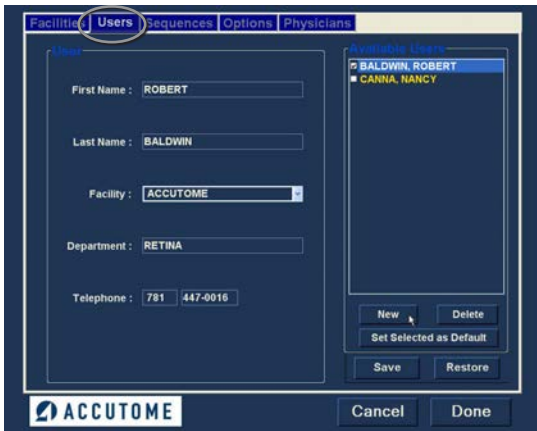 Facilities Users Sequences Options Physicians
User
First Name : ROBERT
Last Name : BALDWIN
Facility : ACCUTOME
Department : RETINA
Telephone : 781 447-0016
Available Users
BALDWIN, ROBERT
CANNA, NANCY
New Delete
Set Selected as Default
Save Restore
ACCUTOME
Cancel Done